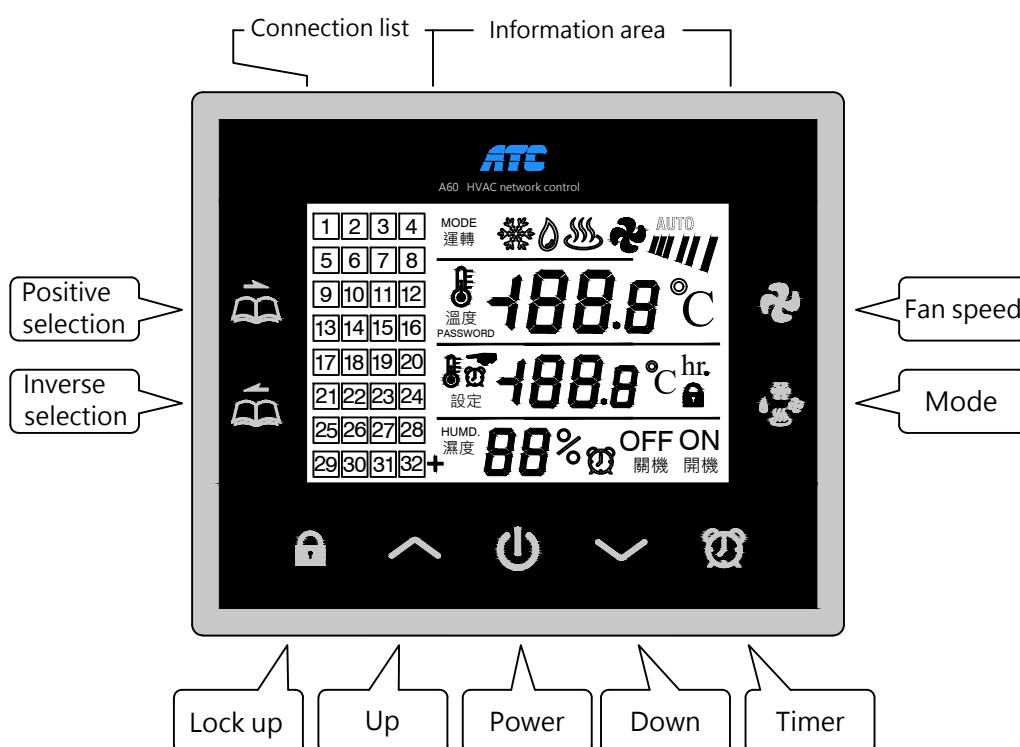 Connection list
Information area
ATC
A60 HVAC network control
1 2 3 4
5 6 7 8
9 10 11 12
13 14 15 16
17 18 19 20
21 22 23 24
25 26 27 28
29 30 31 32 +
MODE
運轉
AUTO
溫度
PASSWORD
-188.8 °C
設定
-188.8 °C hr.
HUMD.
濕度
88%
OFF ON
關機 開機
Positive
selection
Inverse
selection
Fan speed
Mode
Lock up
Up
Power
Down
Timer